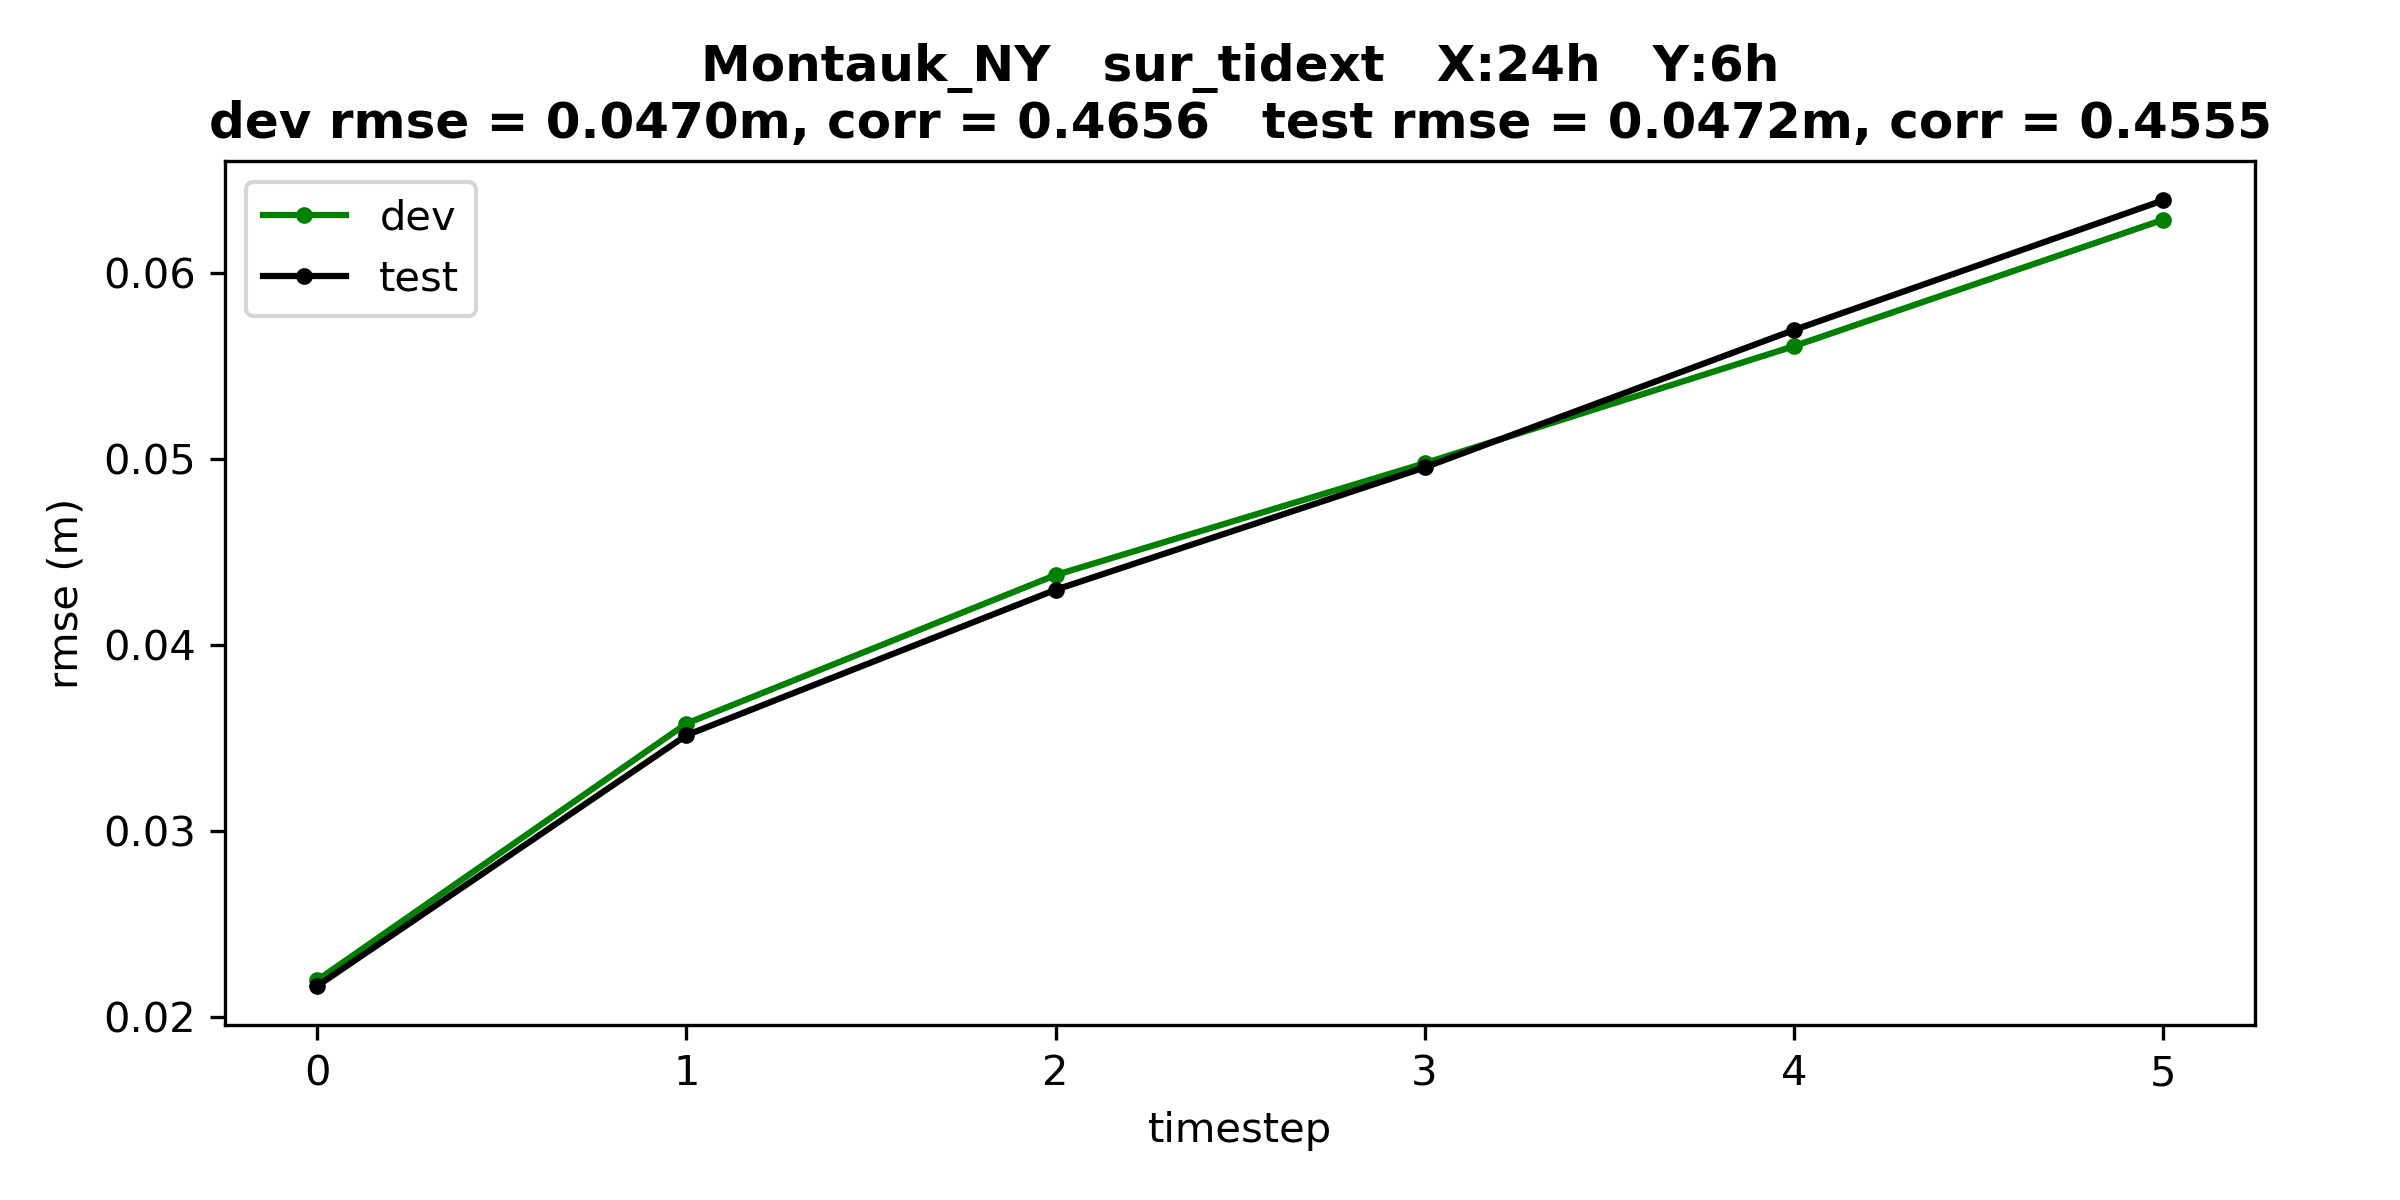 Montauk_NY   sur_tidext   X:24h   Y:6h
dev rmse = 0.0470m, corr = 0.4656   test rmse = 0.0472m, corr = 0.4555
dev
test
0.06
0.05
0.04
0.03
0.02
rmse (m)
0 1 2 3 4 5
timestep